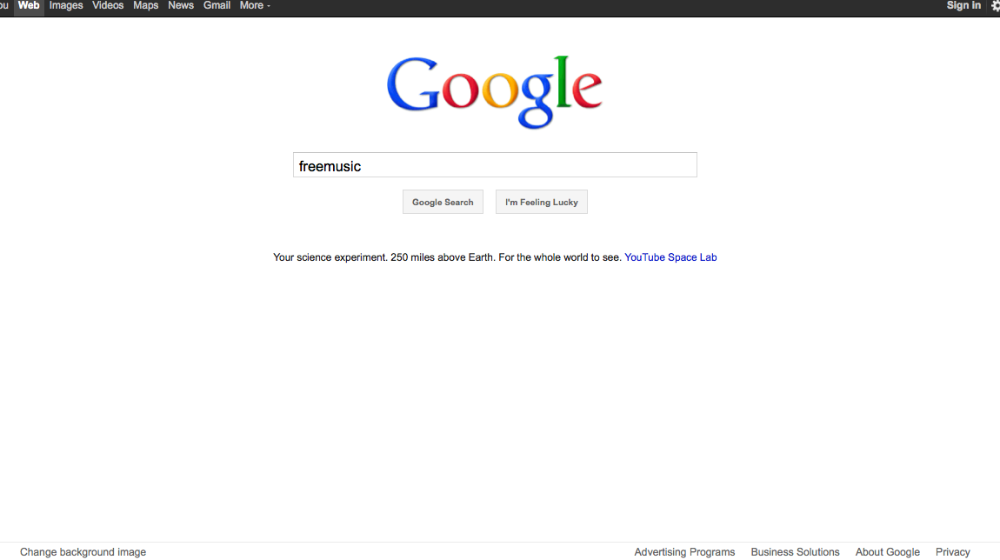 ou Web Images Videos Maps News Gmail More Sign in
Google
freemusic
Google Search I'm Feeling Lucky
Your science experiment. 250 miles above Earth. For the whole world to see. YouTube Space Lab
Change background image Advertising Programs Business Solutions About Google Privacy